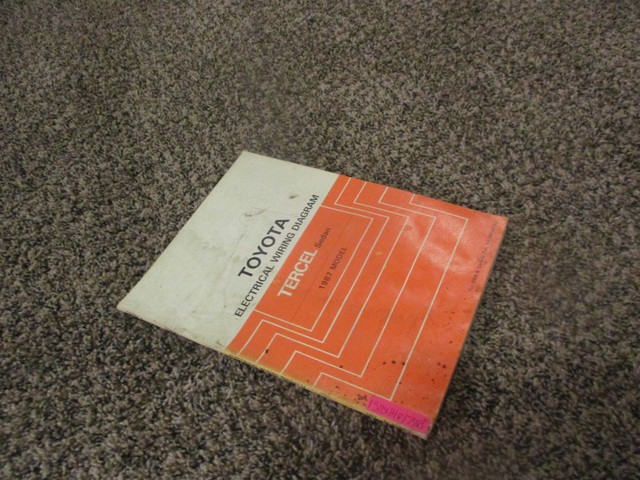 TOYOTA
ELECTRICAL WIRING DIAGRAM
TERCEL Sedan
1987 MODEL